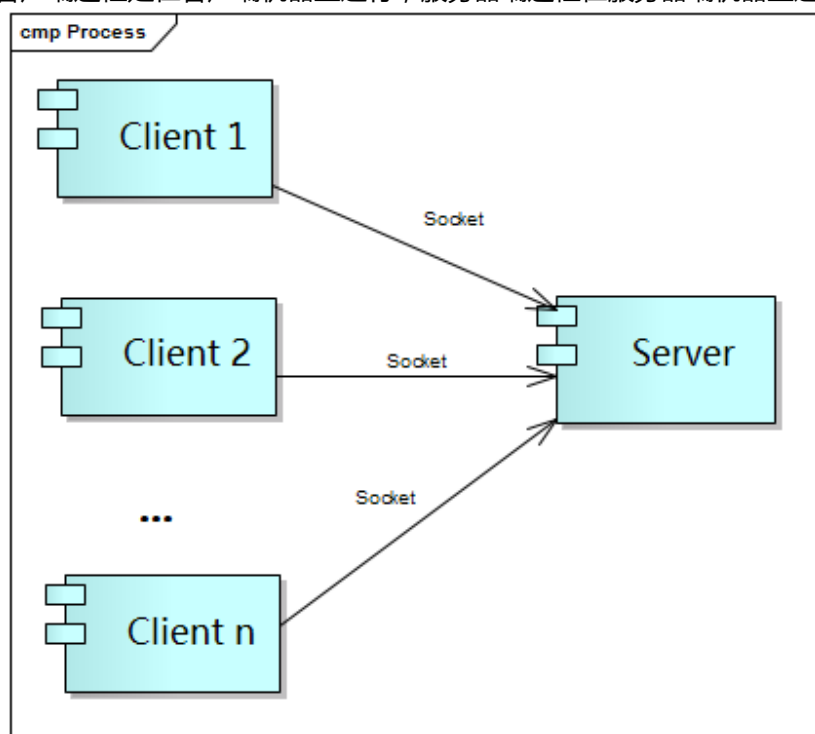 cmp Process
Client 1
Socket
Client 2
Socket
Server
...
Socket
Client n